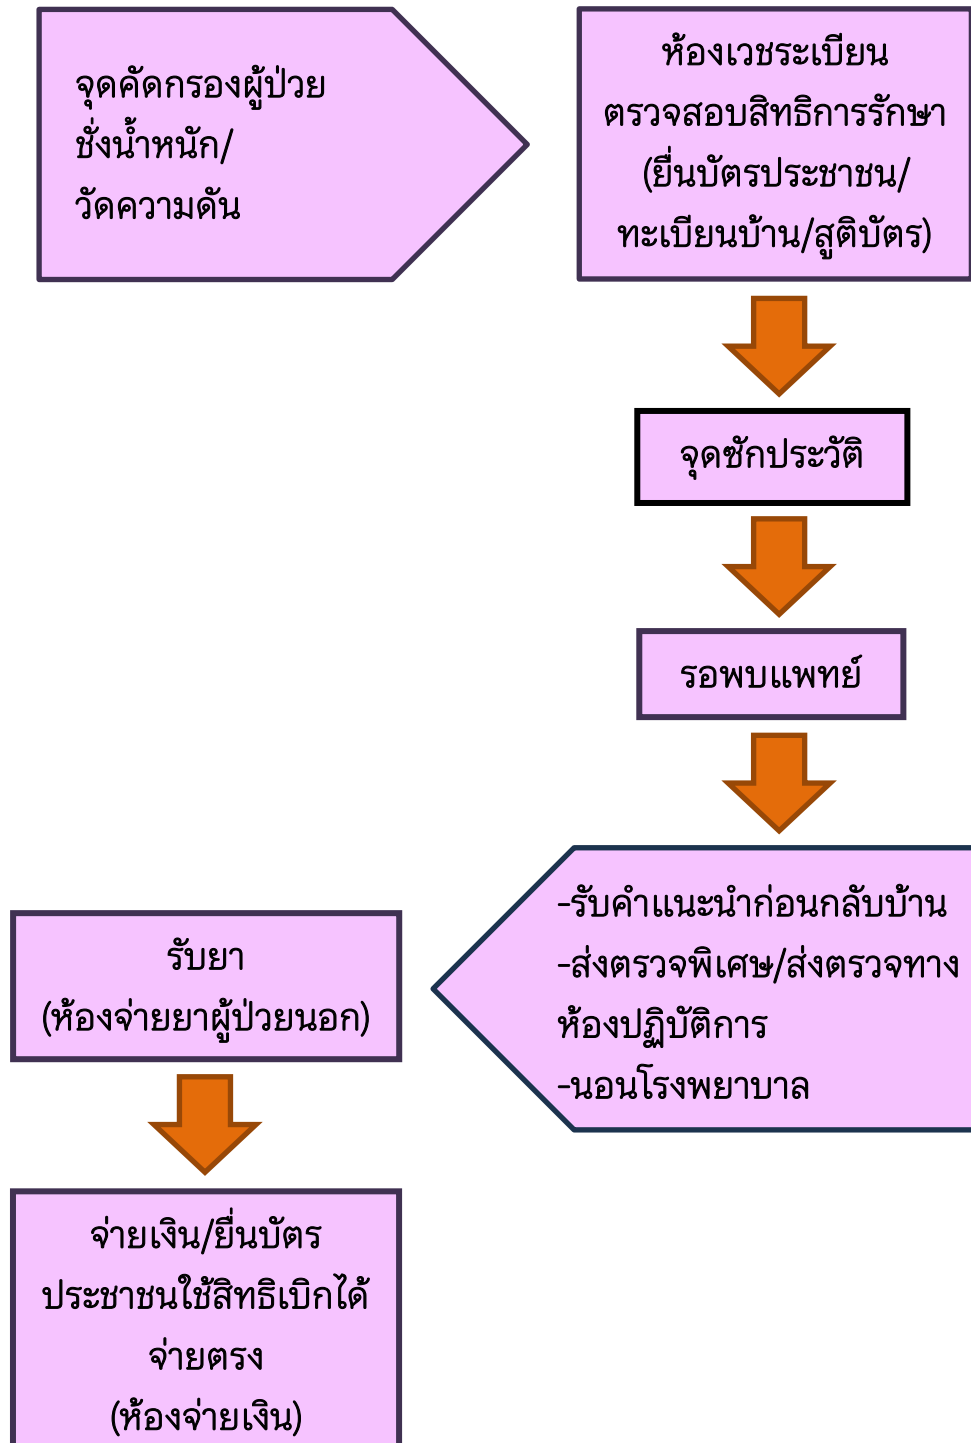 จุดคัดกรองผู้ป่วย
ชั่งน้ำหนัก/
วัดความดัน
ห้องเวชระเบียน
ตรวจสอบสิทธิการรักษา
(ยื่นบัตรประชาชน/
ทะเบียนบ้าน/สูติบัตร)
จุดซักประวัติ
รอพบแพทย์
-รับคำแนะนำก่อนกลับบ้าน
-ส่งตรวจพิเศษ/ส่งตรวจทาง
ห้องปฏิบัติการ
-นอนโรงพยาบาล
รับยา
(ห้องจ่ายยาผู้ป่วยนอก)
จ่ายเงิน/ยื่นบัตร
ประชาชนใช้สิทธิเบิกได้
จ่ายตรง
(ห้องจ่ายเงิน)